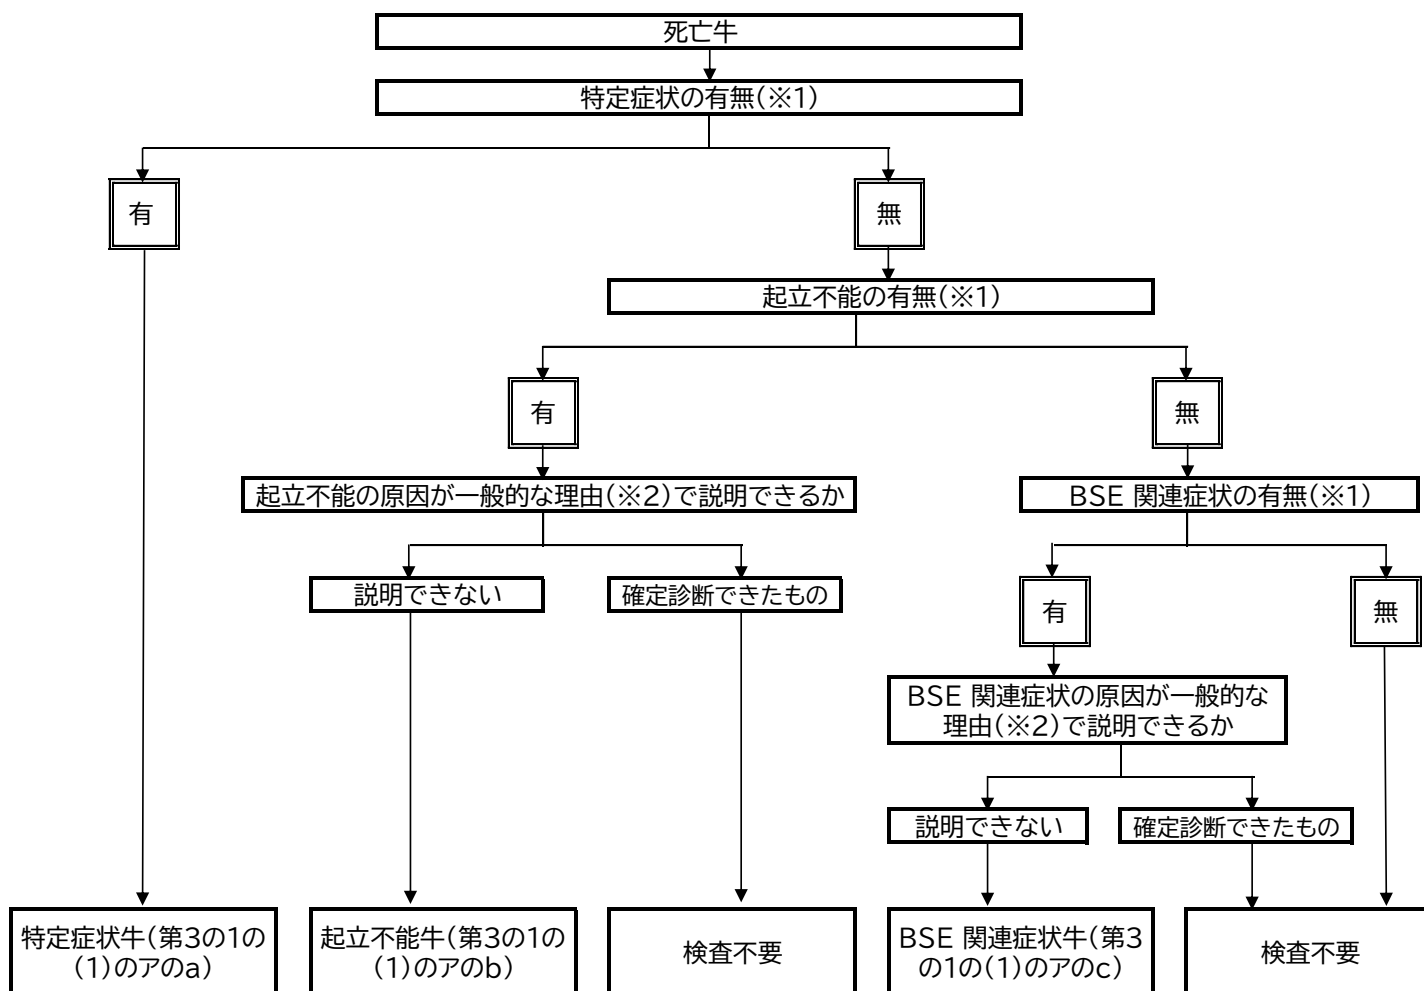 死亡牛
特定症状の有無(※1)
有
無
起立不能の有無(※1)
有
無
起立不能の原因が一般的な理由(※2)で説明できるか
BSE 関連症状の有無(※1)
説明できない
確定診断できたもの
有
無
BSE 関連症状の原因が一般的な
理由(※2)で説明できるか
説明できない
確定診断できたもの
特定症状牛(第3の1の
(1)のアのa)
起立不能牛(第3の1の
(1)のアのb)
検査不要
BSE 関連症状牛(第3
の1の(1)のアのc)
検査不要